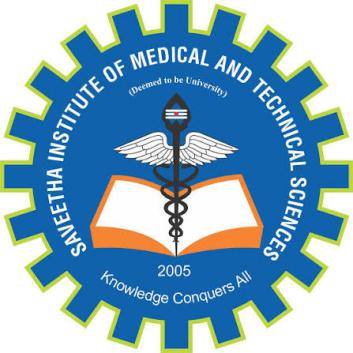 SAVEETHA INSTITUTE OF MEDICAL AND TECHNICAL SCIENCES
(Deemed to be University)
2005
Knowledge Conquers All